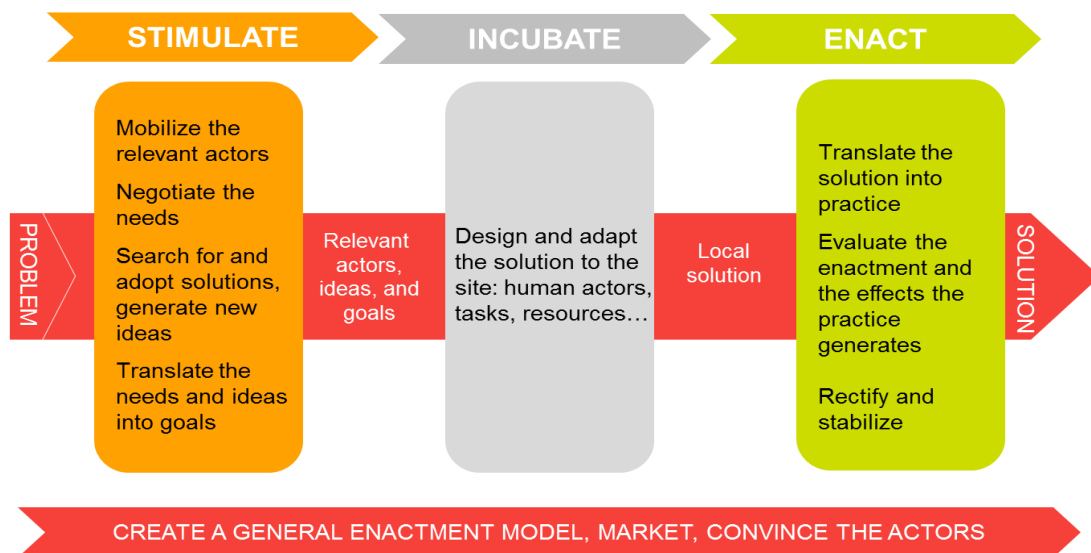 STIMULATE
INCUBATE
ENACT
PROBLEM
Mobilize the
relevant actors
Negotiate the
needs
Search for and
adopt solutions,
generate new
ideas
Translate the
needs and ideas
into goals
Relevant
actors,
ideas, and
goals
Design and adapt
the solution to the
site: human actors,
tasks, resources…
Local
solution
Translate the
solution into
practice
Evaluate the
enactment and
the effects the
practice
generates
Rectify and
stabilize
SOLUTION
CREATE A GENERAL ENACTMENT MODEL, MARKET, CONVINCE THE ACTORS